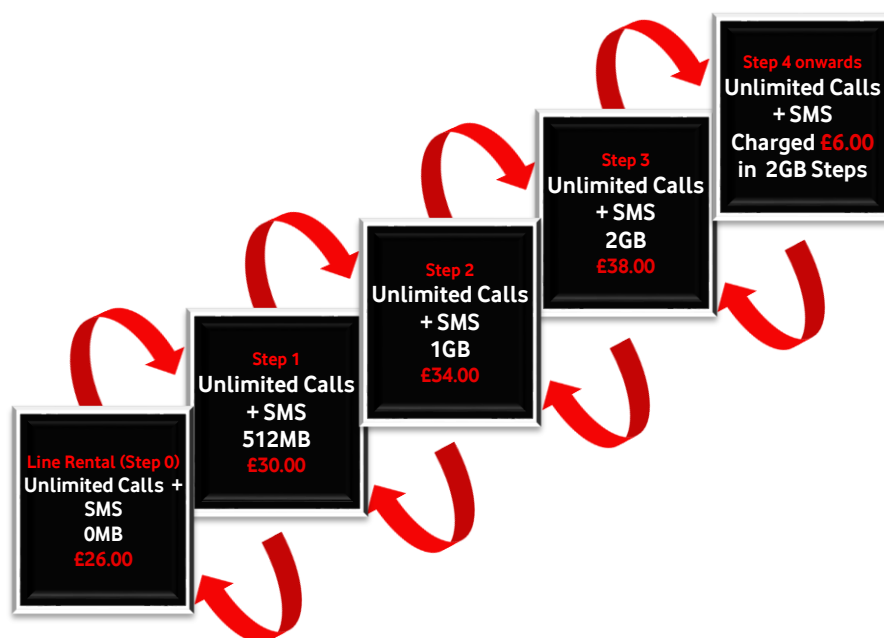 Line Rental (Step 0)
Unlimited Calls +
SMS
0MB
£26.00
Step 1
Unlimited Calls
+ SMS
512MB
£30.00
Step 2
Unlimited Calls
+ SMS
1GB
£34.00
Step 3
Unlimited Calls
+ SMS
2GB
£38.00
Step 4 onwards
Unlimited Calls
+ SMS
Charged £6.00
in 2GB Steps